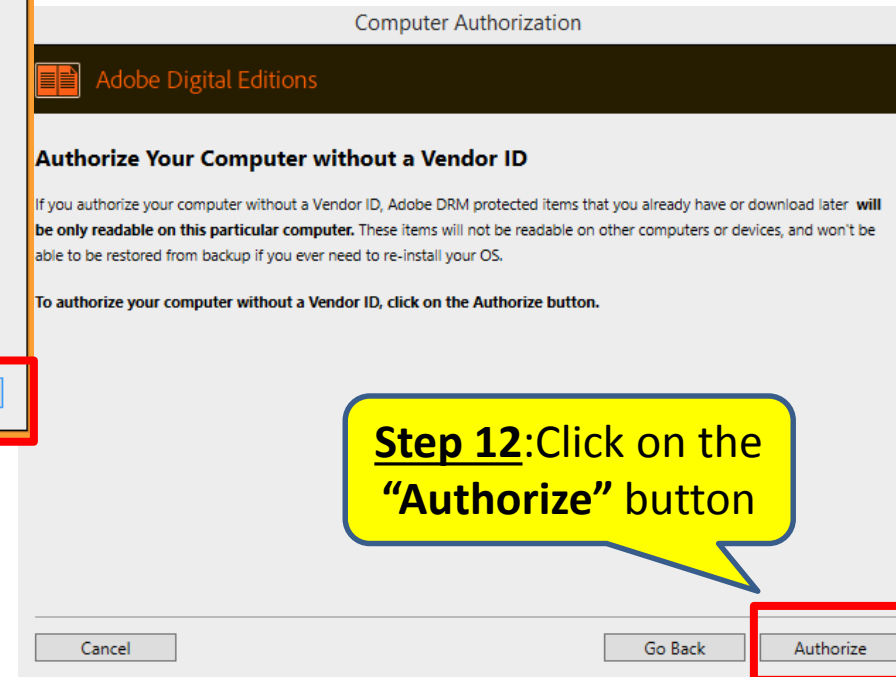 Computer Authorization
Adobe Digital Editions
Authorize Your Computer without a Vendor ID
If you authorize your computer without a Vendor ID, Adobe DRM protected items that you already have or download later will
be only readable on this particular computer. These items will not be readable on other computers or devices, and won't be
able to be restored from backup if you ever need to re-install your OS.
To authorize your computer without a Vendor ID, click on the Authorize button.
Step 12:Click on the
“Authorize” button
Cancel
Go Back
Authorize